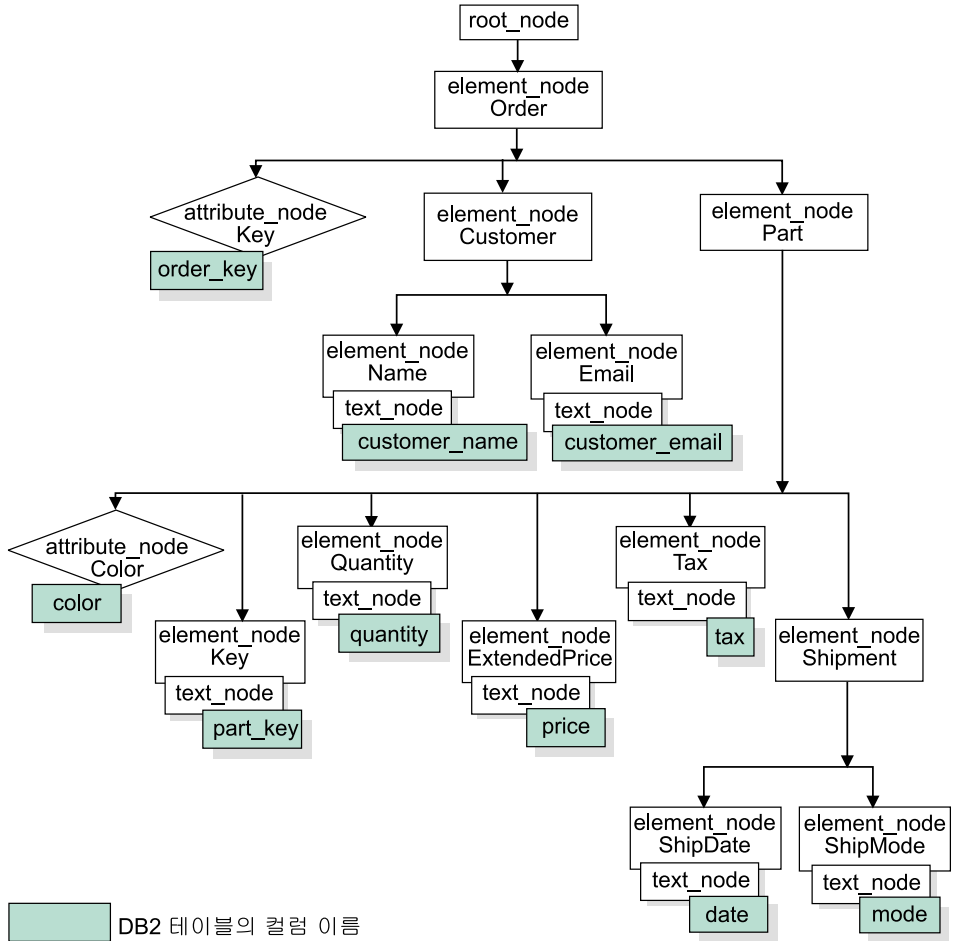 root_node
element_node
Order
attribute_node
Key
order_key
element_node
Customer
element_node
Part
element_node
Name
text_node
customer_name
element_node
Email
text_node
customer_email
attribute_node
Color
color
element_node
Key
text_node
part_key
element_node
Quantity
text_node
quantity
element_node
ExtendedPrice
text_node
price
element_node
Tax
text_node
tax
element_node
Shipment
element_node
ShipDate
text_node
date
element_node
ShipMode
text_node
mode
DB2 테이블의 컬럼 이름